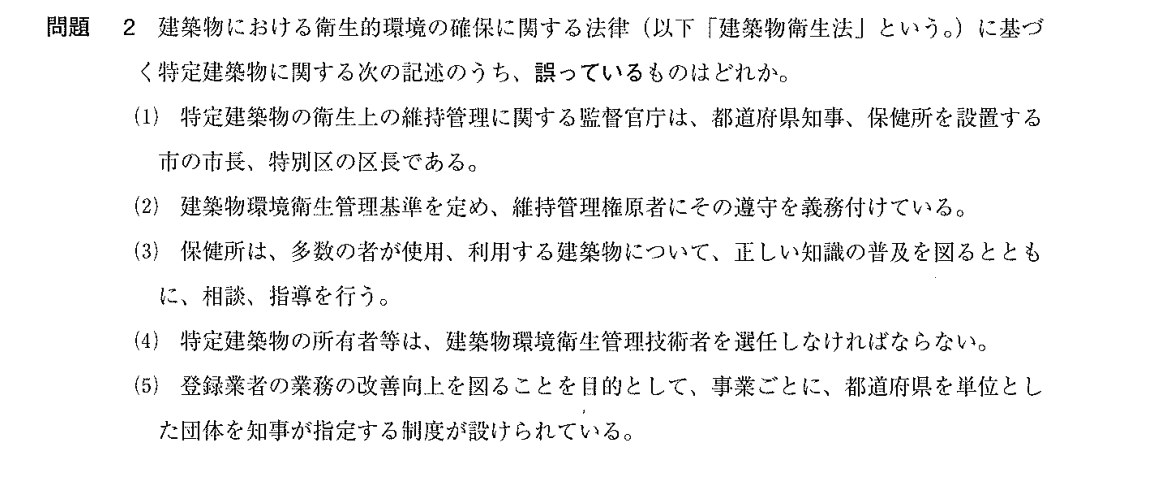 問題　2　建築物における衛生的環境の確保に関する法律（以下「建築物衛生法」という。）に基づ
く特定建築物に関する次の記述のうち、誤っているものはどれか。
(1)　特定建築物の衛生上の維持管理に関する監督官庁は、都道府県知事、保健所を設置する
市の市長、特別区の区長である。
(2)　建築物環境衛生管理基準を定め、維持管理権原者にその遵守を義務付けている。
(3)　保健所は、多数の者が使用、利用する建築物について、正しい知識の普及を図るととも
に、相談、指導を行う。
(4)　特定建築物の所有者等は、建築物環境衛生管理技術者を選任しなければならない。
(5)　登録業者の業務の改善向上を図ることを目的として、事業ごとに、都道府県を単位とし
た団体を知事が指定する制度が設けられている。